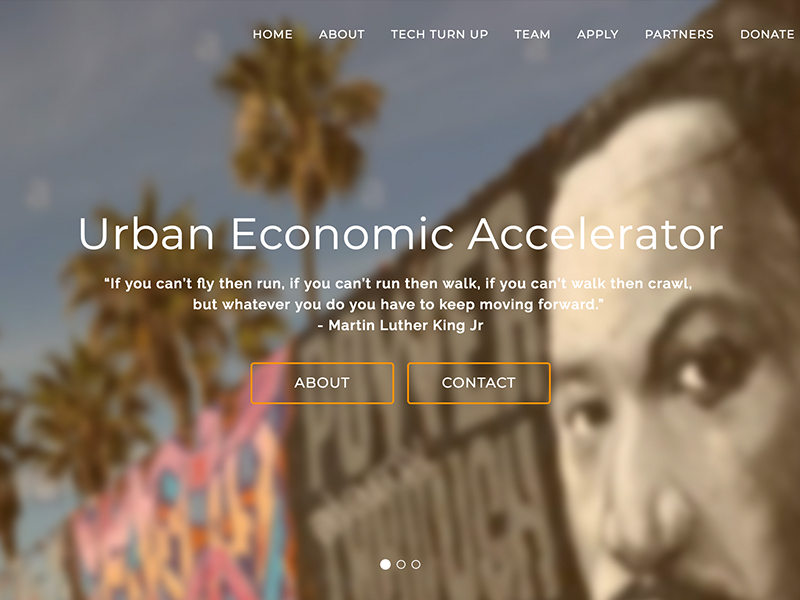 HOME ABOUT TECH TURN UP TEAM APPLY PARTNERS DONATE
Urban Economic Accelerator
“If you can’t fly then run, if you can’t run then walk, if you can’t walk then crawl,
but whatever you do you have to keep moving forward.”
- Martin Luther King Jr
ABOUT CONTACT
THROUGH